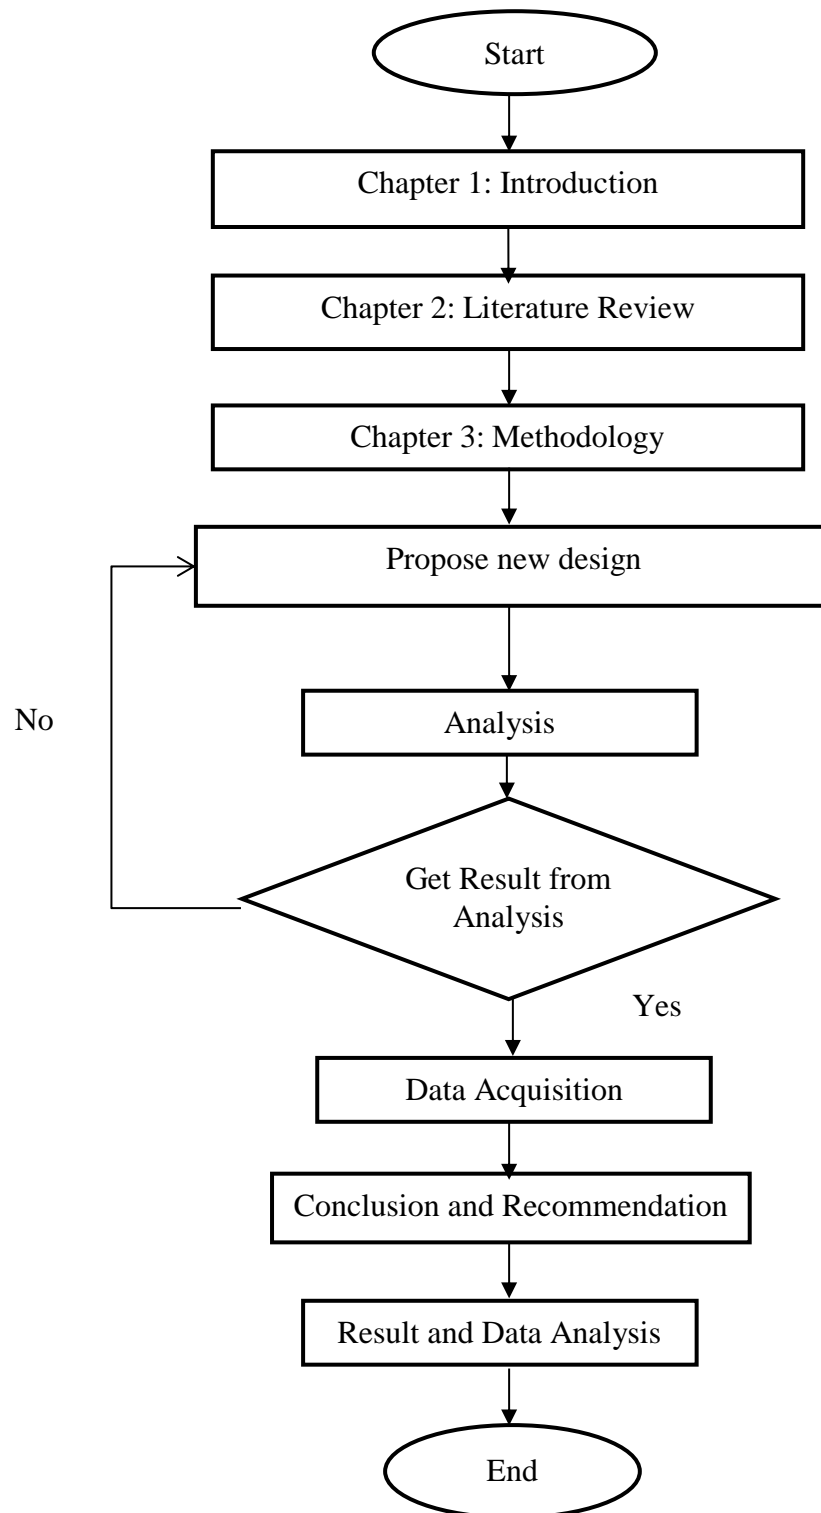 Start
Chapter 1: Introduction
Chapter 2: Literature Review
Chapter 3: Methodology
Propose new design
No
Analysis
Get Result from
Analysis
Yes
Data Acquisition
Conclusion and Recommendation
Result and Data Analysis
End